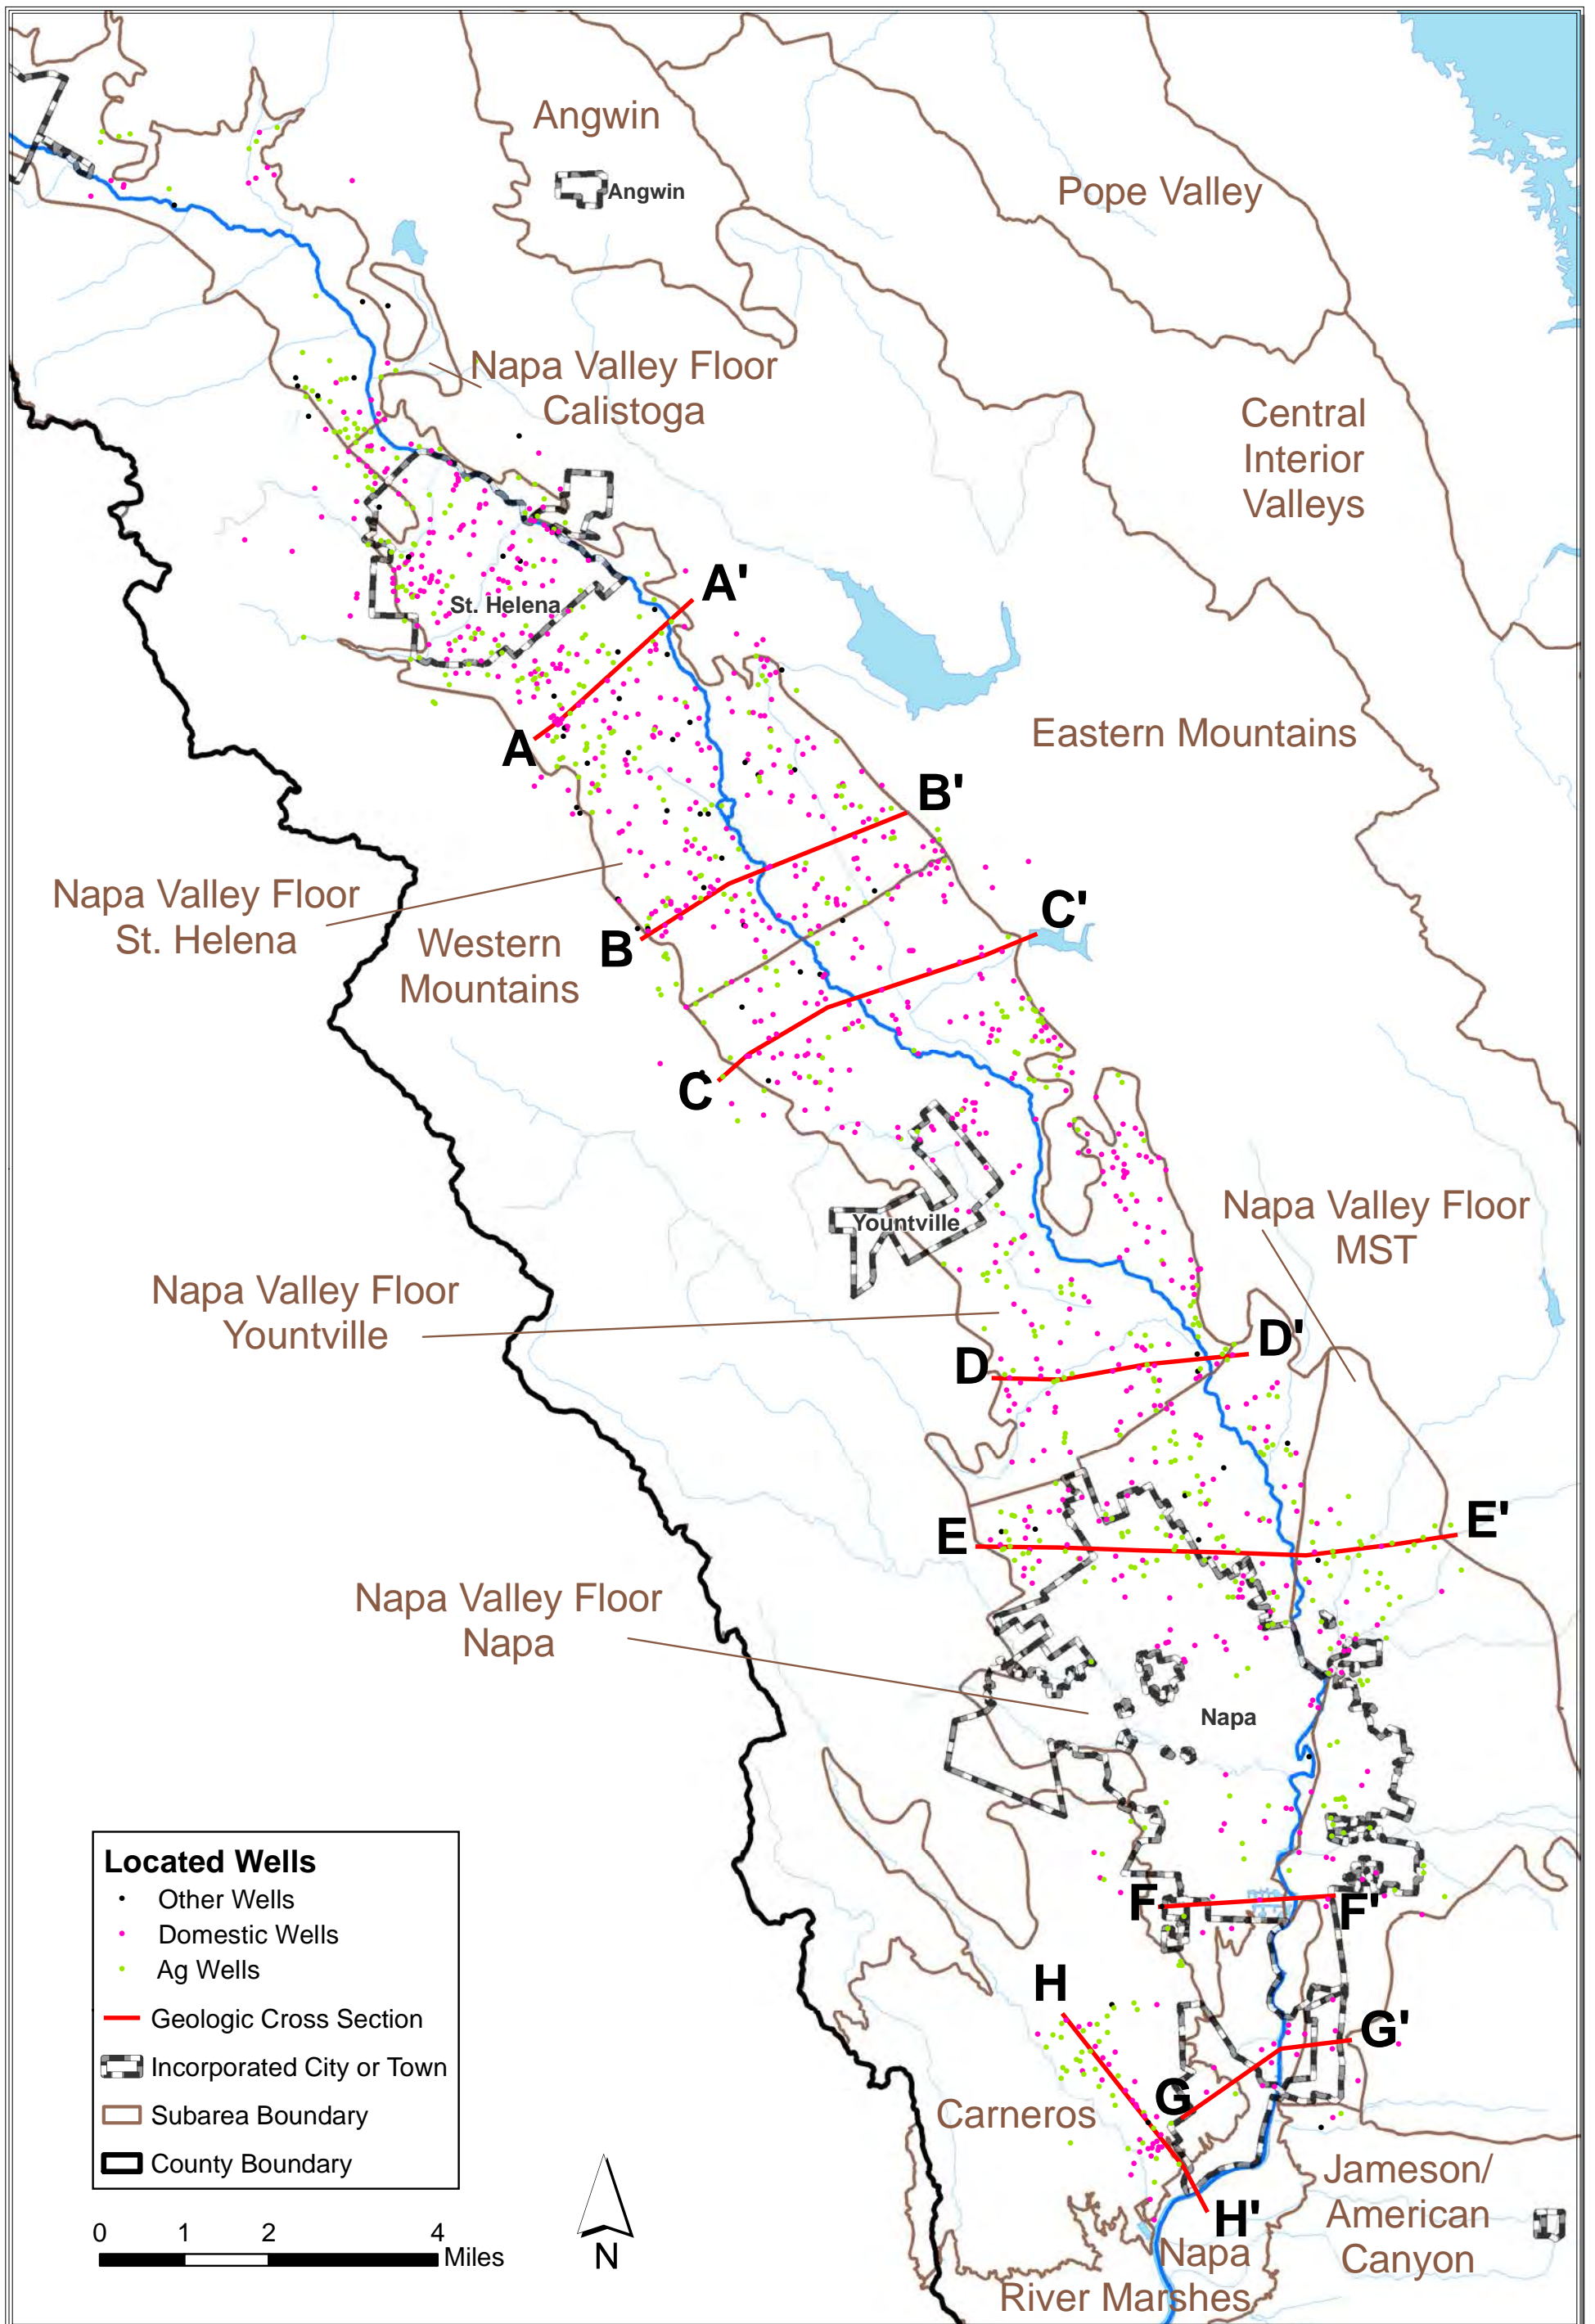 Angwin
Angwin
Pope Valley
Napa Valley Floor
Calistoga
Central
Interior
Valleys
A'
St. Helena
Eastern Mountains
A
B'
Napa Valley Floor
St. Helena
C'
Western
Mountains
B
C
Napa Valley Floor
MST
Yountville
Napa Valley Floor
Yountville
D'
D
E'
E
Napa Valley Floor
Napa
Napa
Located Wells
Other Wells
Domestic Wells
Ag Wells
Geologic Cross Section
Incorporated City or Town
Subarea Boundary
County Boundary
F
F'
H
G'
G
Carneros
H'
Jameson/
American
Canyon
Napa
River Marshes
0 1 2 4
Miles
N